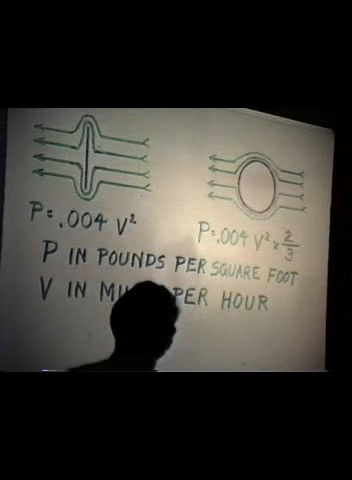 P=.004 V²
P=.004 V² x 2/3
P IN POUNDS PER SQUARE FOOT
V IN PER HOUR